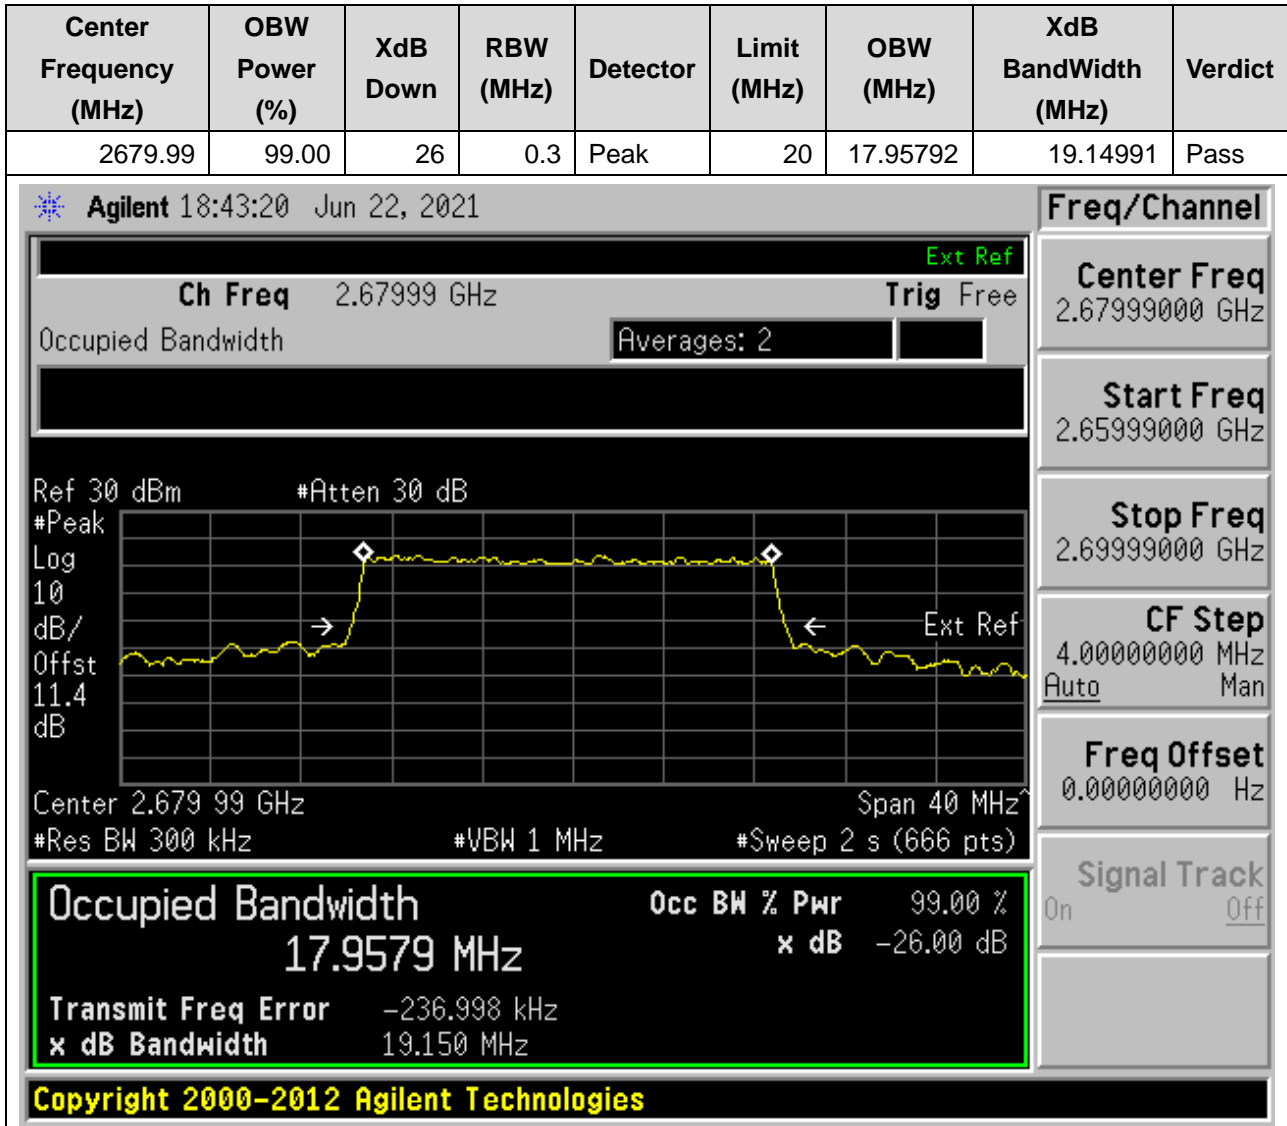 Center Frequency (MHz) OBW Power (%) XdB Down RBW (MHz) Detector Limit (MHz) OBW (MHz) XdB BandWidth (MHz) Verdict
2679.99 99.00 26 0.3 Peak 20 17.95792 19.14991 Pass
Agilent 18:43:20 Jun 22, 2021
Ext Ref
Ch Freq 2.67999 GHz Trig Free
Occupied Bandwidth Averages: 2
Ref 30 dBm #Atten 30 dB
#Peak
Log
10
dB/
Offst
11.4
dB
Ext Ref
Center 2.679 99 GHz Span 40 MHz^
#Res BW 300 kHz #VBW 1 MHz #Sweep 2 s (666 pts)
Occupied Bandwidth
17.9579 MHz
Occ BW % Pwr 99.00 %
x dB -26.00 dB
Transmit Freq Error -236.998 kHz
x dB Bandwidth 19.150 MHz
Copyright 2000-2012 Agilent Technologies
Freq/Channel
Center Freq
2.67999000 GHz
Start Freq
2.65999000 GHz
Stop Freq
2.69999000 GHz
CF Step
4.00000000 MHz
Auto Man
Freq Offset
0.00000000 Hz
Signal Track
On Off